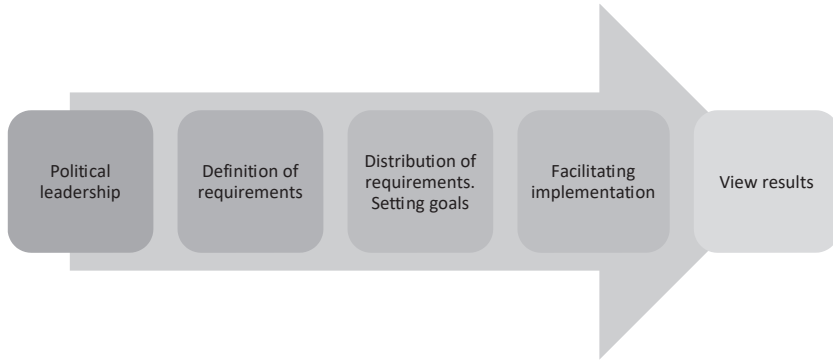 Political
leadership
Definition of
requirements
Distribution of
requirements.
Setting goals
Facilitating
implementation
View results